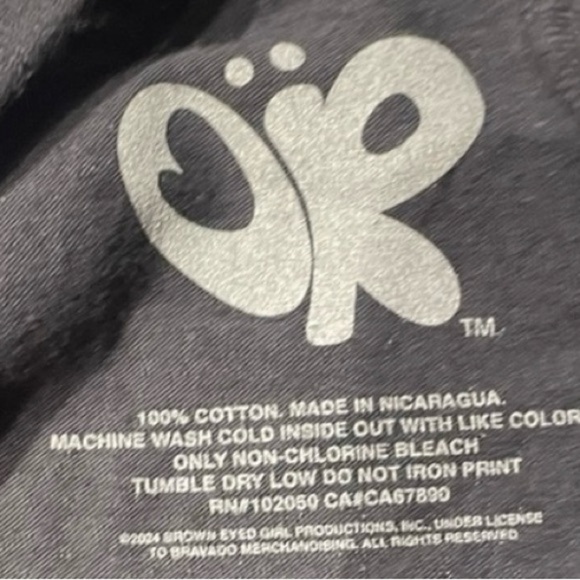 ÖR
TM
100% COTTON. MADE IN NICARAGUA.
MACHINE WASH COLD INSIDE OUT WITH LIKE COLOR
ONLY NON-CHLORINE BLEACH
TUMBLE DRY LOW DO NOT IRON PRINT
RN#102050 CA#CA67890
©2024 BROWN EYED GIRL PRODUCTIONS, INC., UNDER LICENSE
TO BRAVADO MERCHANDISING. ALL RIGHTS RESERVED